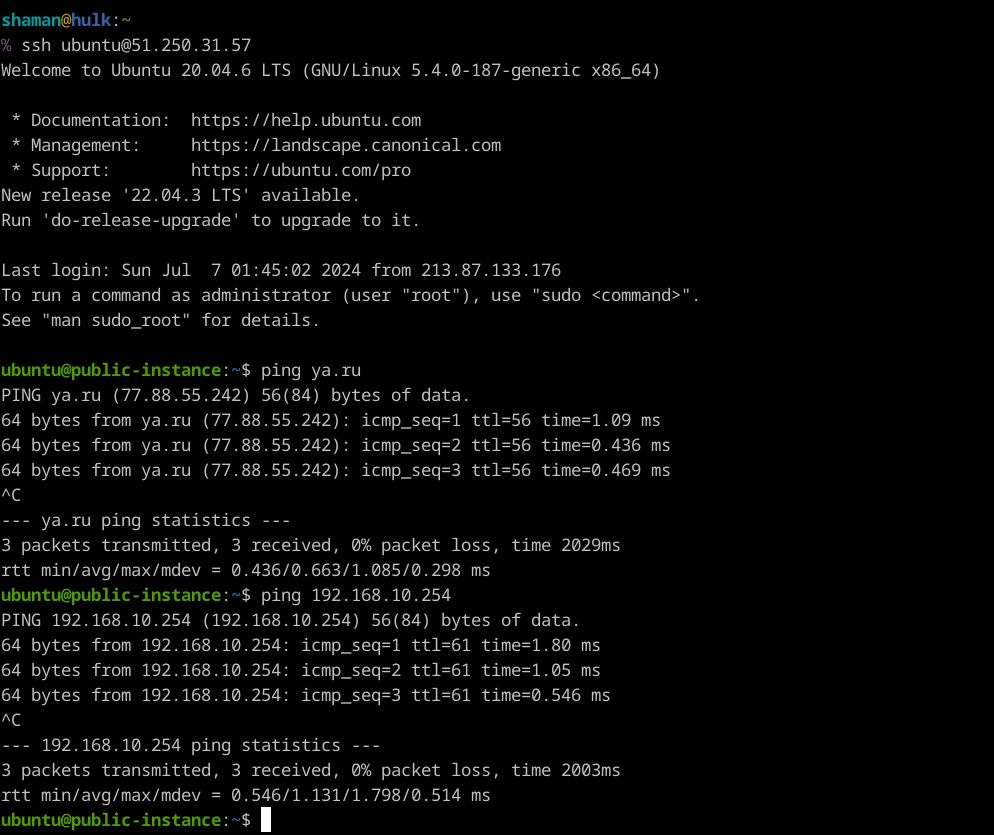 shaman@hulk:~
% ssh ubuntu@51.250.31.57
Welcome to Ubuntu 20.04.6 LTS (GNU/Linux 5.4.0-187-generic x86_64)
* Documentation:  https://help.ubuntu.com
* Management:     https://landscape.canonical.com
* Support:        https://ubuntu.com/pro
New release '22.04.3 LTS' available.
Run 'do-release-upgrade' to upgrade to it.
Last login: Sun Jul  7 01:45:02 2024 from 213.87.133.176
To run a command as administrator (user "root"), use "sudo <command>".
See "man sudo_root" for details.
ubuntu@public-instance:~$ ping ya.ru
PING ya.ru (77.88.55.242) 56(84) bytes of data.
64 bytes from ya.ru (77.88.55.242): icmp_seq=1 ttl=56 time=1.09 ms
64 bytes from ya.ru (77.88.55.242): icmp_seq=2 ttl=56 time=0.436 ms
64 bytes from ya.ru (77.88.55.242): icmp_seq=3 ttl=56 time=0.469 ms
^C
--- ya.ru ping statistics ---
3 packets transmitted, 3 received, 0% packet loss, time 2029ms
rtt min/avg/max/mdev = 0.436/0.663/1.085/0.298 ms
ubuntu@public-instance:~$ ping 192.168.10.254
PING 192.168.10.254 (192.168.10.254) 56(84) bytes of data.
64 bytes from 192.168.10.254: icmp_seq=1 ttl=61 time=1.80 ms
64 bytes from 192.168.10.254: icmp_seq=2 ttl=61 time=1.05 ms
64 bytes from 192.168.10.254: icmp_seq=3 ttl=61 time=0.546 ms
^C
--- 192.168.10.254 ping statistics ---
3 packets transmitted, 3 received, 0% packet loss, time 2003ms
rtt min/avg/max/mdev = 0.546/1.131/1.798/0.514 ms
ubuntu@public-instance:~$